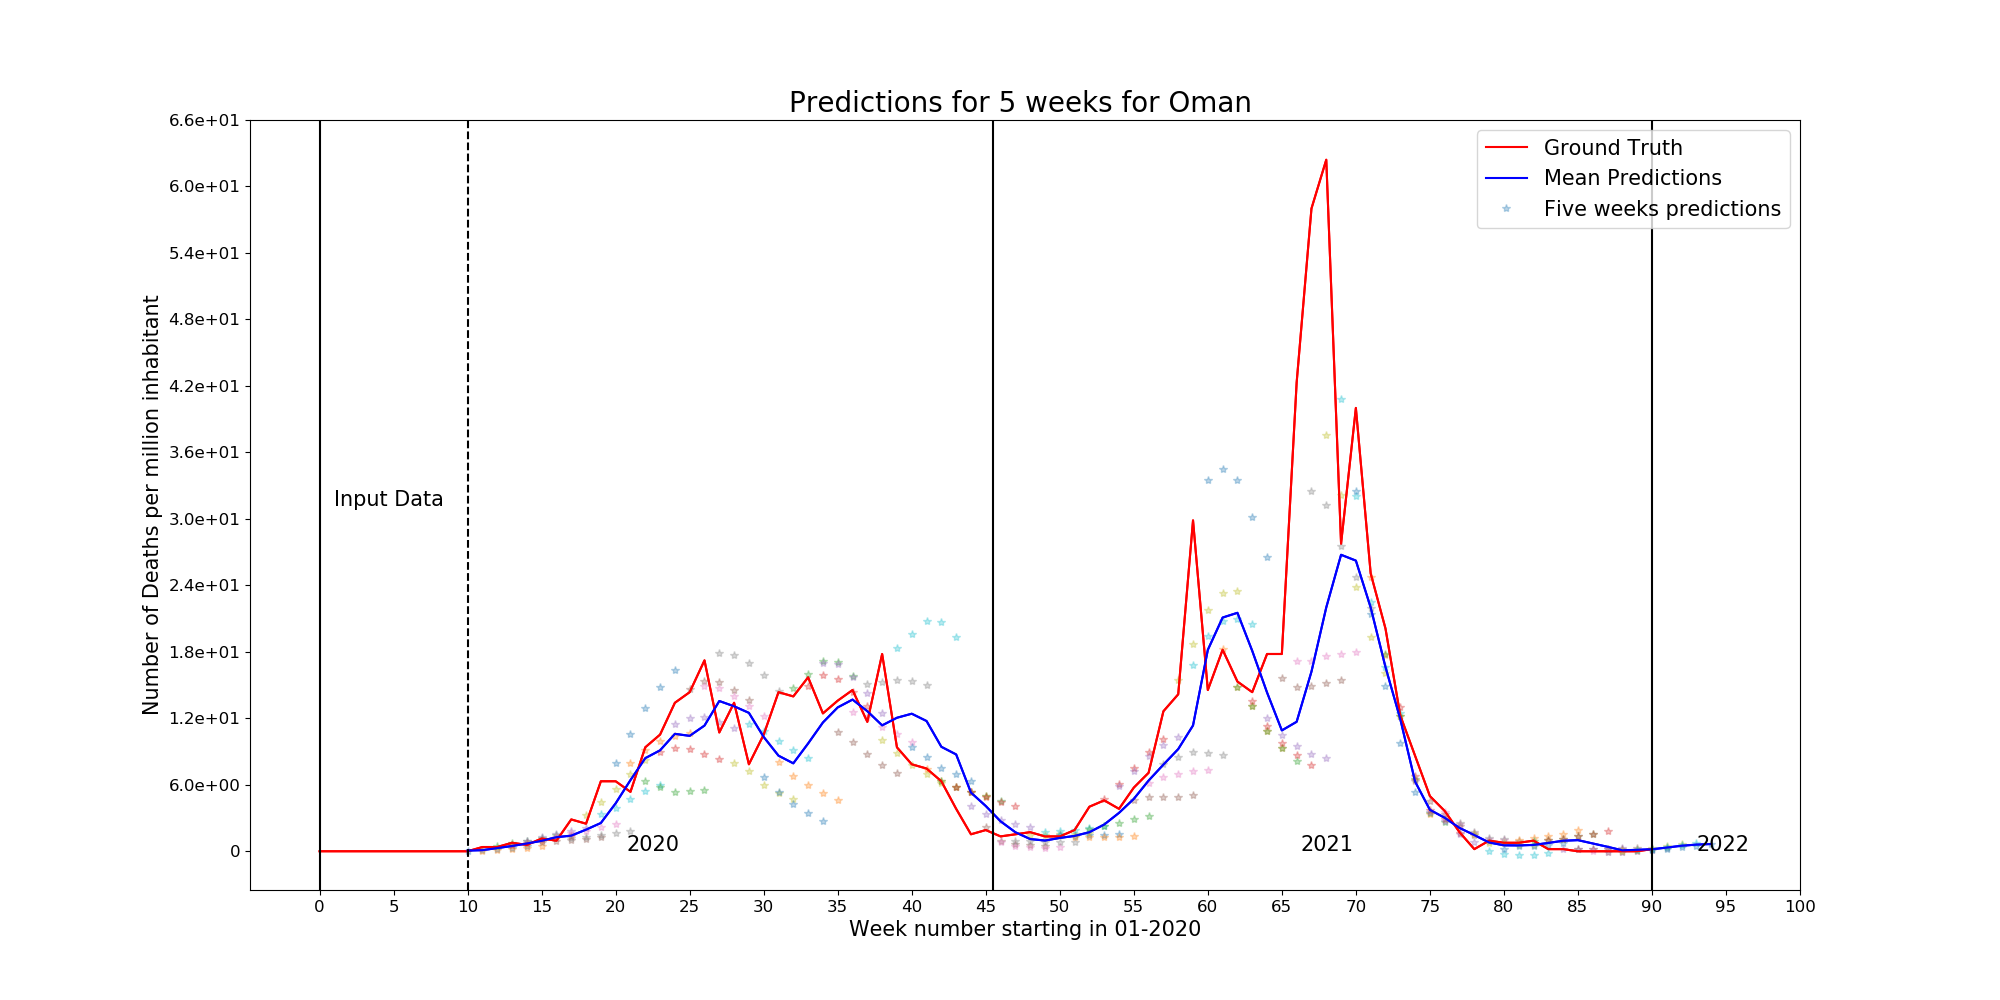 Predictions for 5 weeks for Oman
6.6e+01
6.0e+01
5.4e+01
4.8e+01
4.2e+01
3.6e+01
3.0e+01
2.4e+01
1.8e+01
1.2e+01
6.0e+00
0
Number of Deaths per million inhabitant
Ground Truth
Mean Predictions
Five weeks predictions
Input Data
2020
2021
2022
0 5 10 15 20 25 30 35 40 45 50 55 60 65 70 75 80 85 90 95 100
Week number starting in 01-2020